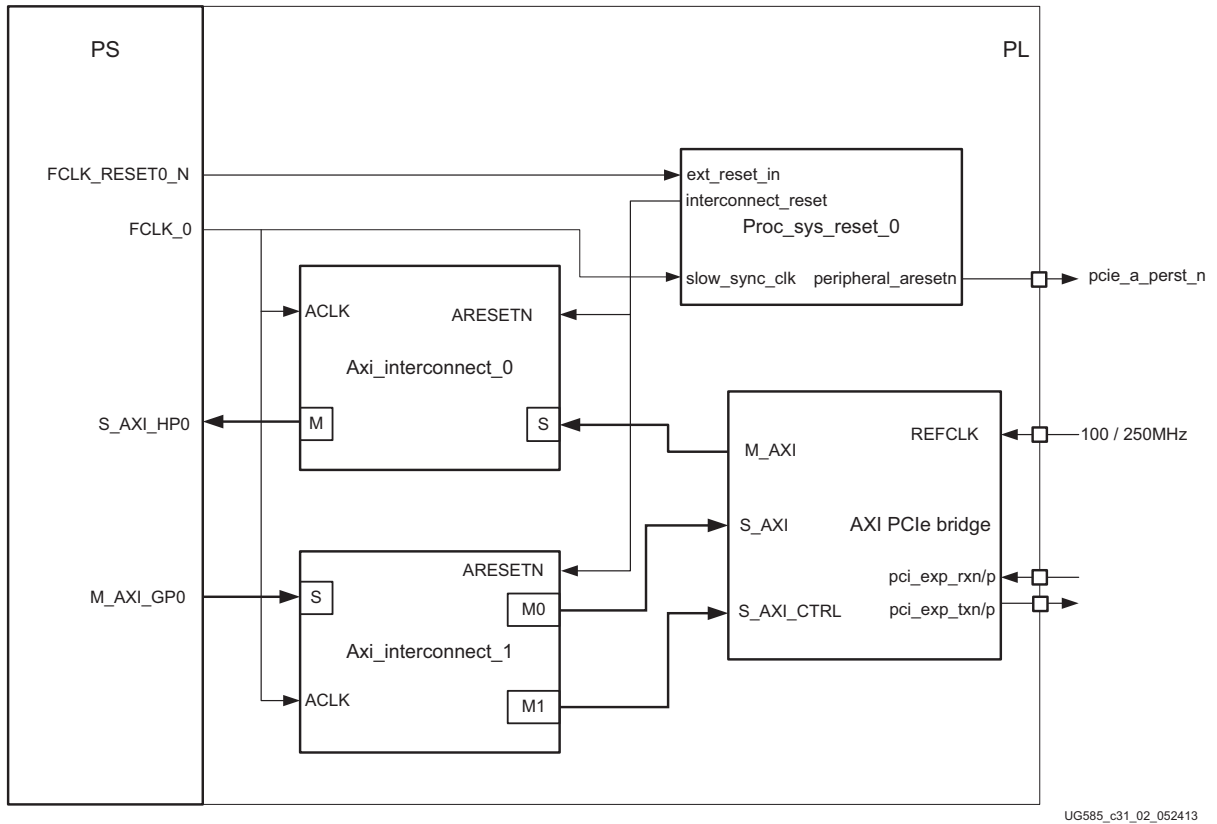 PS
PL
FCLK_RESET0_N
ext_reset_in
interconnect_reset
FCLK_0
Proc_sys_reset_0
slow_sync_clk peripheral_aresetn
pcie_a_perst_n
ACLK
ARESETN
Axi_interconnect_0
S_AXI_HP0
M
S
M_AXI
REFCLK
100 / 250MHz
S_AXI
AXI PCIe bridge
ARESETN
pci_exp_rxn/p
M_AXI_GP0
S
M0
S_AXI_CTRL
pci_exp_txn/p
Axi_interconnect_1
ACLK
M1
UG585_c31_02_052413